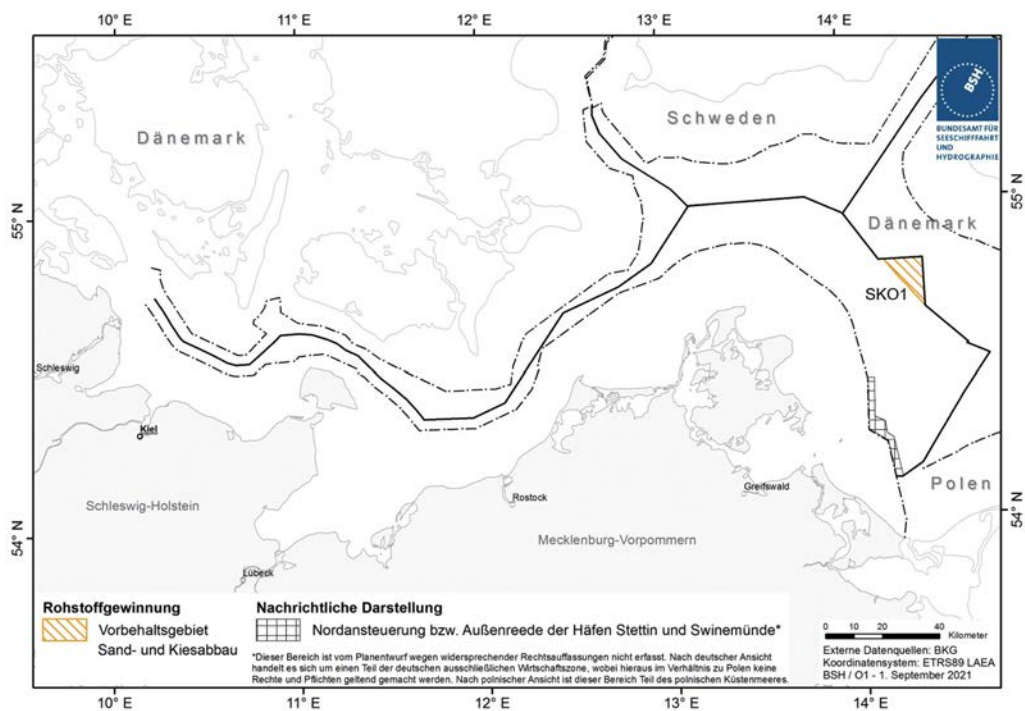 10° E
11° E
12° E
13° E
14° E
BSH
BUNDESAMT FÜR
SEESCHIFFFAHRT
UND
HYDROGRAPHIE
Dänemark
Schweden
55° N
55° N
Dänemark
SKO1
Schleswig
Kiel
Polen
Greifswald
Rostock
Schleswig-Holstein
54° N
54° N
Mecklenburg-Vorpommern
Lübeck
Rohstoffgewinnung
Vorbehaltsgebiet
Sand- und Kiesabbau
Nachrichtliche Darstellung
Nordansteuerung bzw. Außenreede der Häfen Stettin und Swinemünde*
*Dieser Bereich ist vom Planentwurf wegen widersprechender Rechtsauffassungen nicht erfasst. Nach deutscher Ansicht
handelt es sich um einen Teil der deutschen ausschließlichen Wirtschaftszone, wobei hieraus im Verhältnis zu Polen keine
Rechte und Pflichten geltend gemacht werden. Nach polnischer Ansicht ist dieser Bereich Teil des polnischen Küstenmeeres.
0 10 20 40
Kilometer
Externe Datenquellen: BKG
Koordinatensystem: ETRS89 LAEA
BSH / O1 - 1. September 2021
10° E
11° E
12° E
13° E
14° E